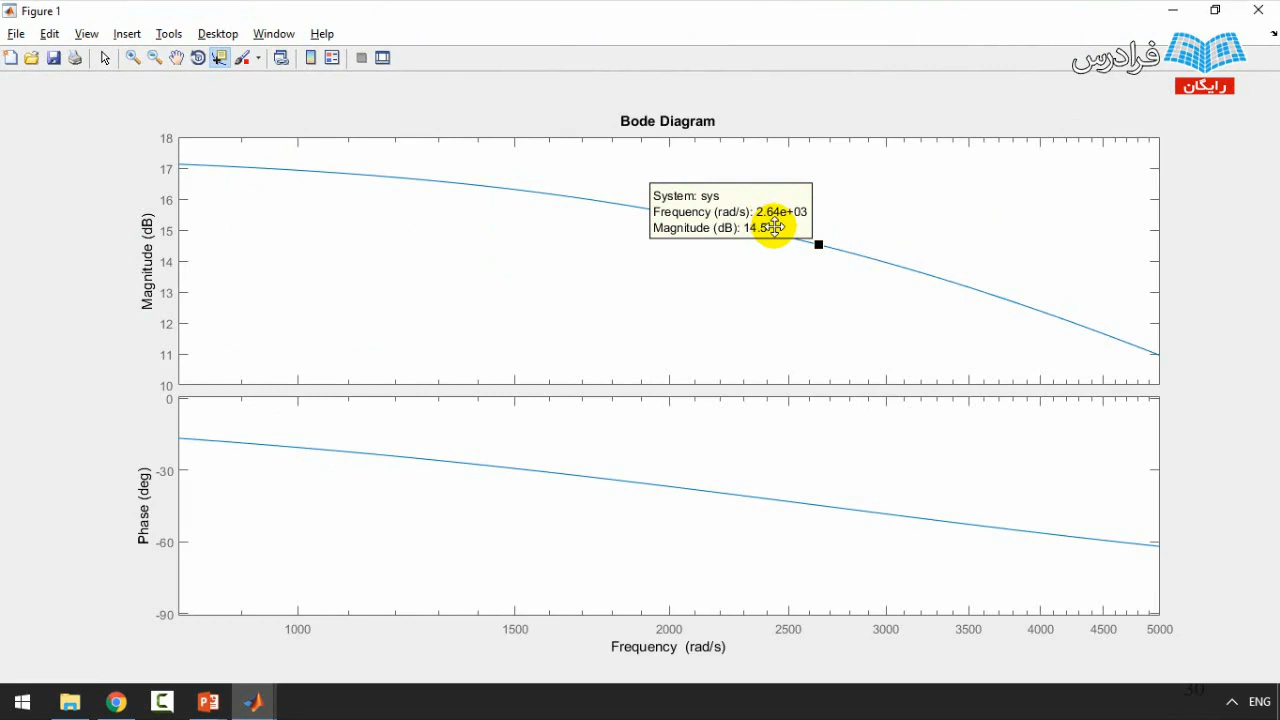 Figure 1
File Edit View Insert Tools Desktop Window Help
فرادرس
رایگان
Bode Diagram
18
17
16
15
14
13
12
11
10
Magnitude (dB)
System: sys
Frequency (rad/s): 2.64e+03
Magnitude (dB): 14.5
0
-30
-60
-90
Phase (deg)
1000 1500 2000 2500 3000 3500 4000 4500 5000
Frequency (rad/s)
30
ENG